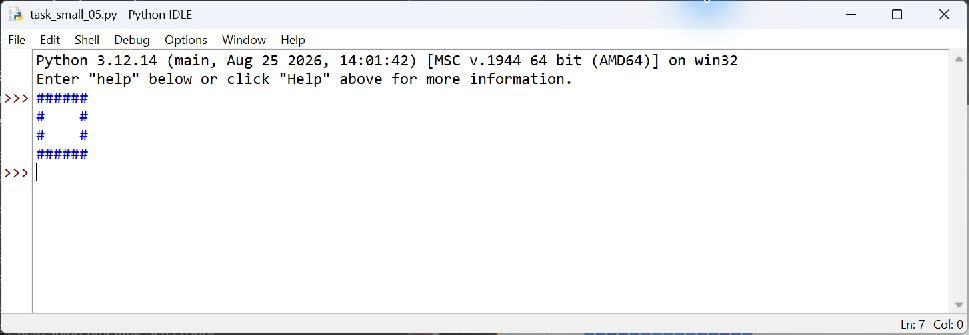 task_small_05.py - Python IDLE
File Edit Shell Debug Options Window Help
Python 3.12.14 (main, Aug 25 2026, 14:01:42) [MSC v.1944 64 bit (AMD64)] on win32
Enter "help" below or click "Help" above for more information.
>>> ######
#    #
#    #
######
>>>
Ln: 7 Col: 0